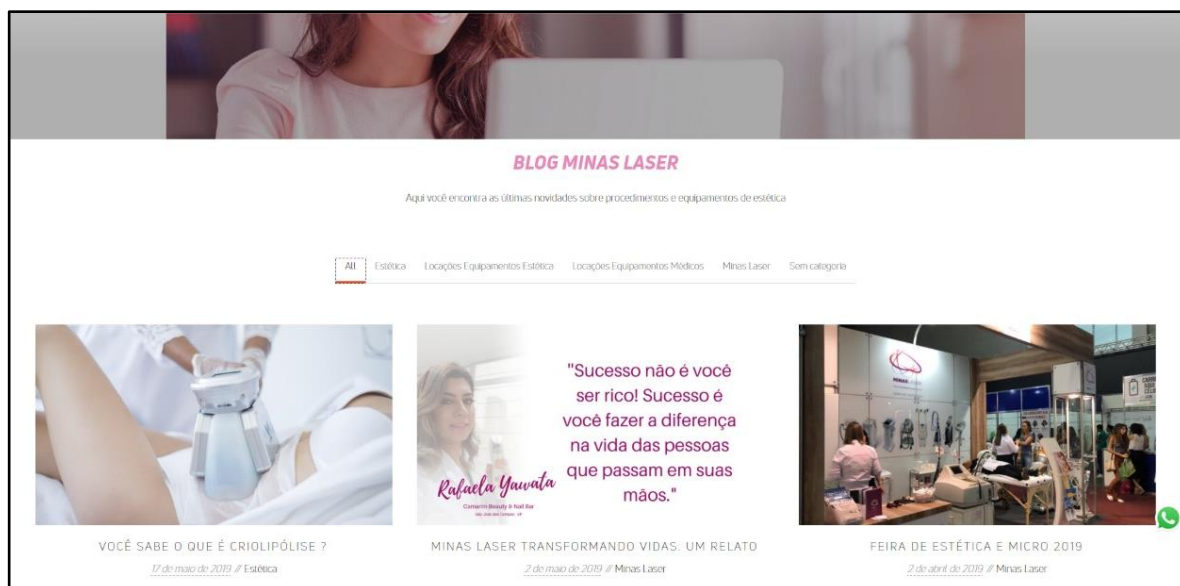 BLOG MINAS LASER
Aqui você encontra as últimas novidades sobre procedimentos e equipamentos de estética
All Estética Locações Equipamentos Estética Locações Equipamentos Médicos Minas Laser Sem categoria
"Sucesso não é você
ser rico! Sucesso é
você fazer a diferença
na vida das pessoas
que passam em suas
mãos."
Rafaela Yawata
Camarim Beauty & Nail Bar
VOCÊ SABE O QUE É CRIOLIPÓLISE ?
17 de maio de 2019 // Estética
MINAS LASER TRANSFORMANDO VIDAS: UM RELATO
2 de maio de 2019 // Minas Laser
FEIRA DE ESTÉTICA E MICRO 2019
2 de abril de 2019 // Minas Laser